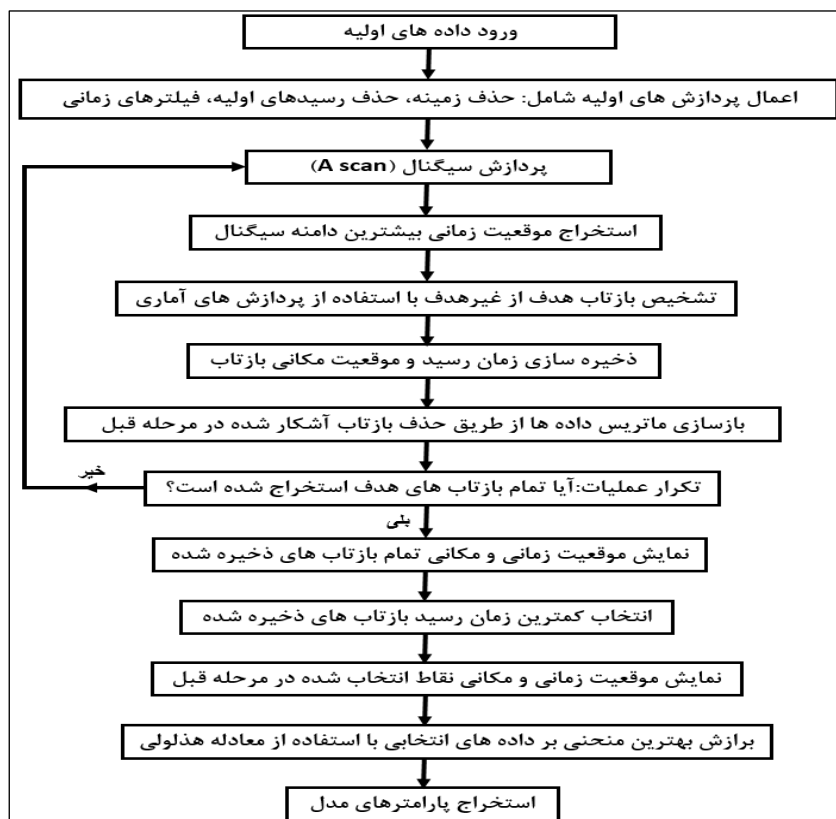 ورود داده های اولیه
اعمال پردازش های اولیه شامل: حذف زمینه، حذف رسیدهای اولیه، فیلترهای زمانی
پردازش سیگنال (A scan)
استخراج موقعیت زمانی بیشترین دامنه سیگنال
تشخیص بازتاب هدف از غیرهدف با استفاده از پردازش های آماری
ذخیره سازی زمان رسید و موقعیت مکانی بازتاب
بازسازی ماتریس داده ها از طریق حذف بازتاب آشکار شده در مرحله قبل
خیر
تکرار عملیات:آیا تمام بازتاب های هدف استخراج شده است؟
بلی
نمایش موقعیت زمانی و مکانی تمام بازتاب های ذخیره شده
انتخاب کمترین زمان رسید بازتاب های ذخیره شده
نمایش موقعیت زمانی و مکانی نقاط انتخاب شده در مرحله قبل
برازش بهترین منحنی بر داده های انتخابی با استفاده از معادله هذلولی
استخراج پارامترهای مدل